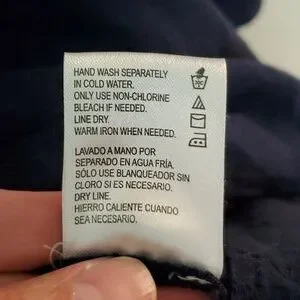 HAND WASH SEPARATELY
IN COLD WATER.
ONLY USE NON-CHLORINE
BLEACH IF NEEDED.
LINE DRY.
WARM IRON WHEN NEEDED.
LAVADO A MANO POR
SEPARADO EN AGUA FRÍA.
SÓLO USE BLANQUEADOR SIN
CLORO SI ES NECESARIO.
DRY LINE.
HIERRO CALIENTE CUANDO
SEA NECESARIO.